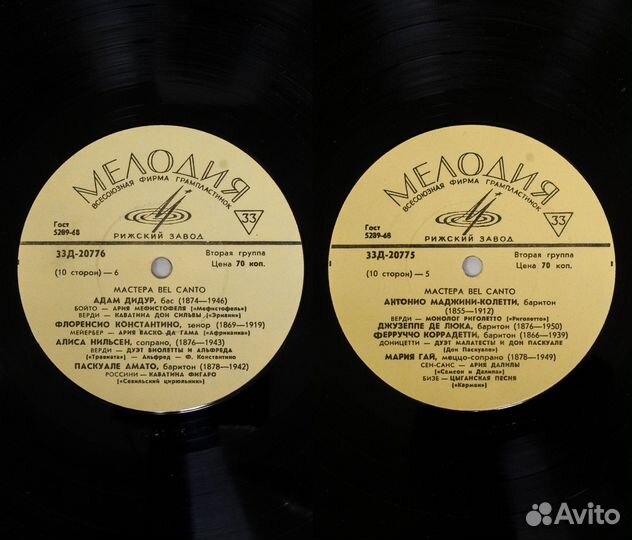 МЕЛОДИЯ
ВСЕСОЮЗНАЯ ФИРМА ГРАМПЛАСТИНОК
33
Гост
5289-68
РИЖСКИЙ ЗАВОД
33Д-20776
Вторая группа
Цена 70 коп.
(10 сторон)—6
МАСТЕРА BEL CANTO
АДАМ ДИДУР, бас (1874—1946)
БОЙТО — АРИЯ МЕФИСТОФЕЛЯ («Мефистофель»)
ВЕРДИ — КАВАТИНА ДОН СИЛЬВЫ («Эрнани»)
ФЛОРЕНСИО КОНСТАНТИНО, тенор (1869—1919)
МЕЙЕРБЕР — АРИЯ ВАСКО-ДА-ГАМА («Африканка»)
АЛИСА НИЛЬСЕН, сопрано, (1876—1943)
ВЕРДИ — ДУЭТ ВИОЛЕТТЫ И АЛЬФРЕДА
(«Травиата») — Альфред — Ф. Константино
ПАСКУАЛЕ АМАТО, баритон (1878—1942)
РОССИНИ — КАВАТИНА ФИГАРО
(«Севильский цирюльник»)
МЕЛОДИЯ
ВСЕСОЮЗНАЯ ФИРМА ГРАМПЛАСТИНОК
33
Гост
5289-68
РИЖСКИЙ ЗАВОД
33Д-20775
Вторая группа
Цена 70 коп.
(10 сторон)—5
МАСТЕРА BEL CANTO
АНТОНИО МАДЖИНИ-КОЛЕТТИ, баритон
(1855—1912)
ВЕРДИ — МОНОЛОГ РИГОЛЕТТО («Риголетто»)
ДЖУЗЕППЕ ДЕ ЛЮКА, баритон (1876—1950)
ФЕРРУЧЧО КОРРАДЕТТИ, баритон (1866—1939)
ДОНИЦЕТТИ — ДУЭТ МАЛАТЕСТЫ И ДОН ПАСКУАЛЕ
(Дон Паскуале»)
МАРИЯ ГАЙ, меццо-сопрано (1878—1949)
СЕН-САНС — АРИЯ ДАЛИЛЫ
(«Самсон и Далила»)
БИЗЕ — ЦЫГАНСКАЯ ПЕСНЯ
(«Кармен»)
Avito